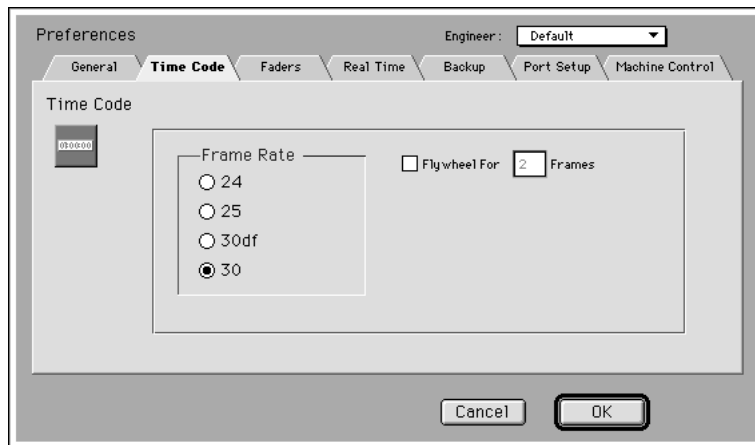 Preferences
Engineer: Default
General Time Code Faders Real Time Backup Port Setup Machine Control
Time Code
01:00:00
Frame Rate
Flywheel For 2 Frames
24
25
30df
30
Cancel OK